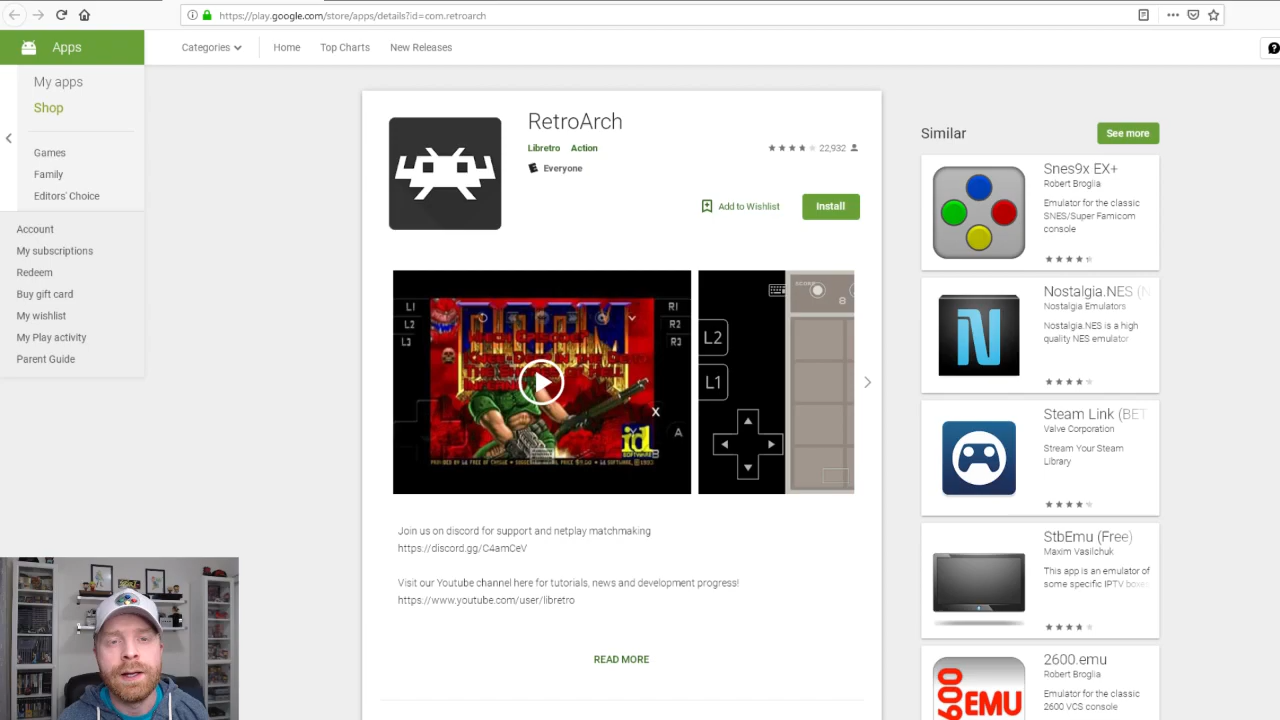 https://play.google.com/store/apps/details?id=com.retroarch
Apps
Categories
Home
Top Charts
New Releases
My apps
Shop
Games
Family
Editors' Choice
Account
My subscriptions
Redeem
Buy gift card
My wishlist
My Play activity
Parent Guide
RetroArch
Libretro Action
22,932
Everyone
Add to Wishlist
Install
L1
L2
L3
R1
R2
R3
X
A
id
SOFTWARE
L2
L1
SCORE
8
Join us on discord for support and netplay matchmaking
https://discord.gg/C4amCeV
Visit our Youtube channel here for tutorials, news and development progress!
https://www.youtube.com/user/libretro
READ MORE
Similar
See more
Snes9x EX+
Robert Broglia
Emulator for the classic
SNES/Super Famicom
console
Nostalgia.NES (N
Nostalgia Emulators
Nostalgia.NES is a high
quality NES emulator
Steam Link (BET
Valve Corporation
Stream Your Steam
Library
StbEmu (Free)
Maxim Vasilchuk
This app is an emulator of
some specific IPTV boxes
2600.emu
Robert Broglia
Emulator for the classic
2600 VCS console
EMU